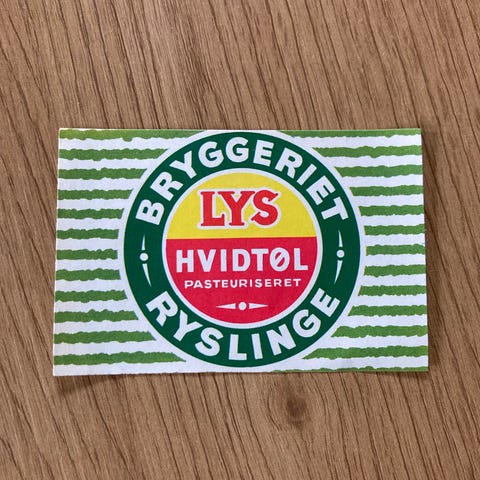 BRYGGERIET
LYS
HVIDTØL
PASTEURISERET
RYSLINGE